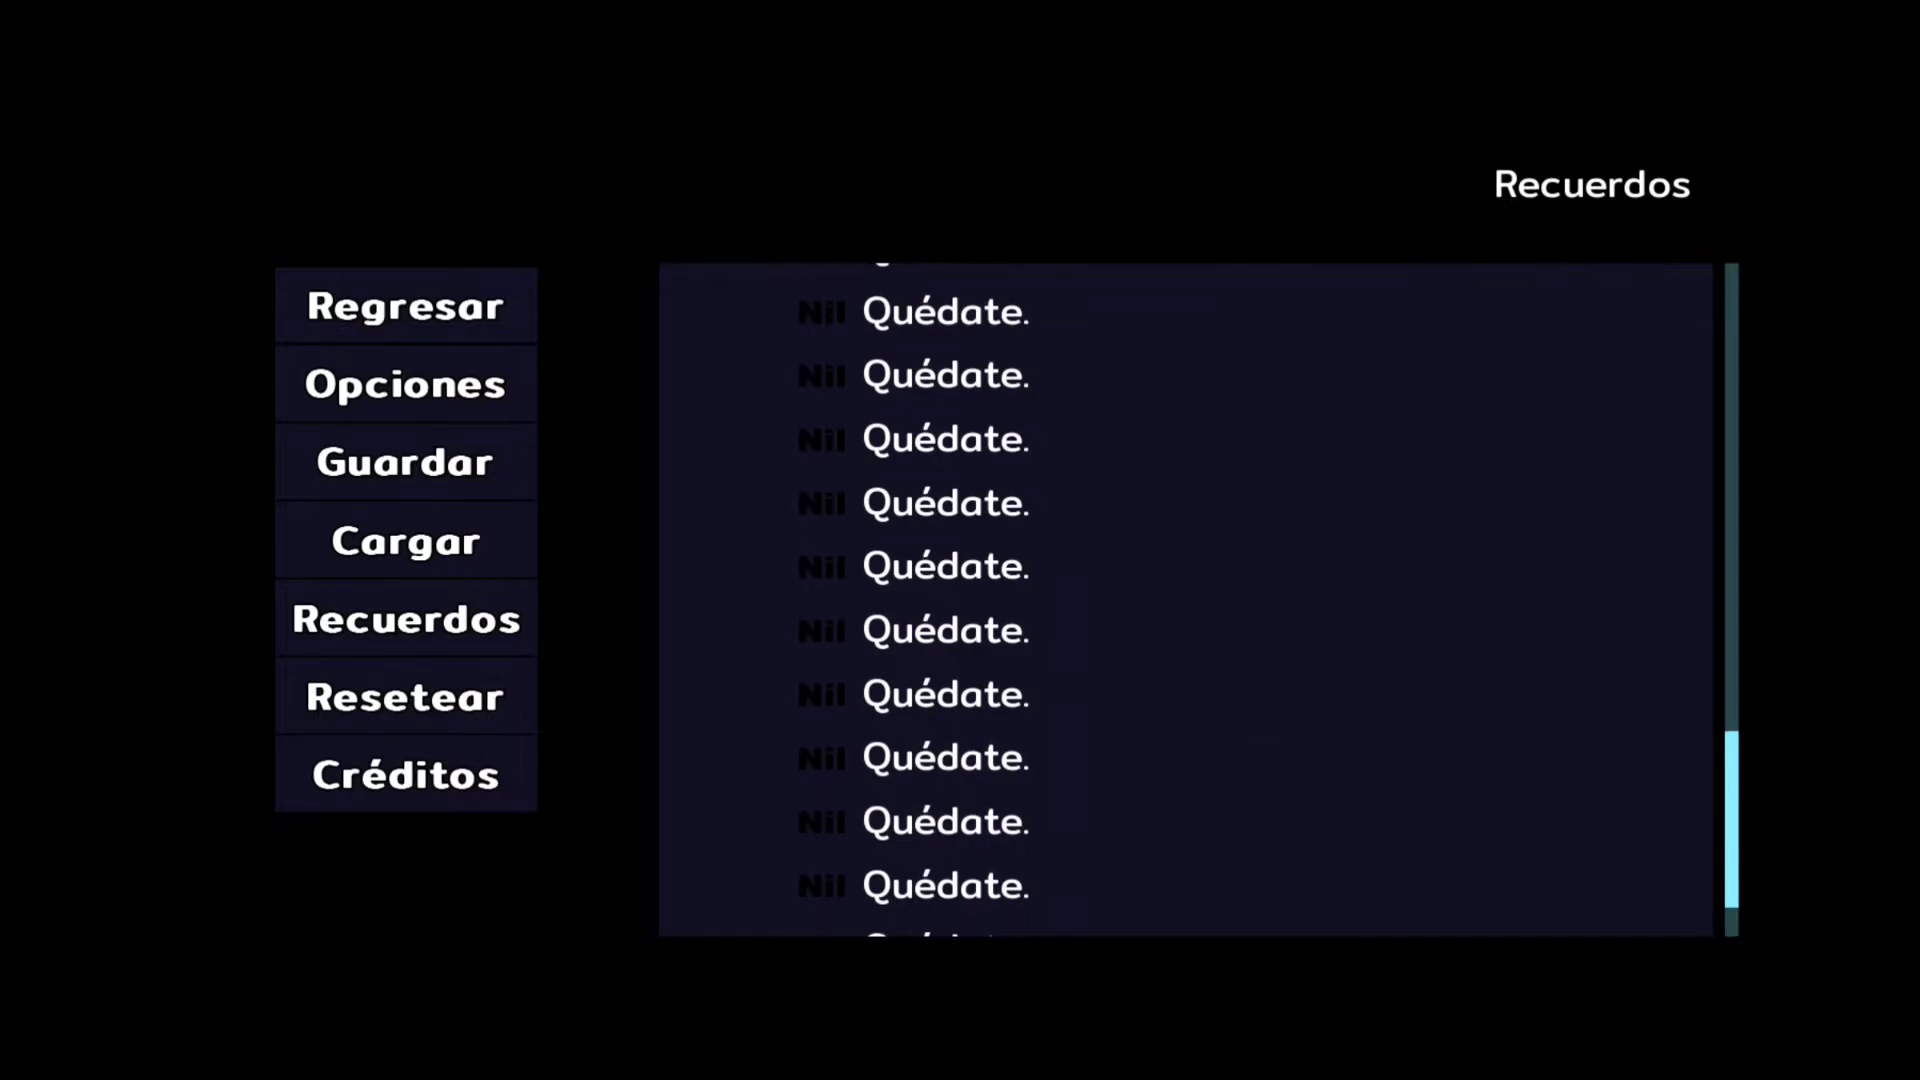 Recuerdos
Regresar
Opciones
Guardar
Cargar
Recuerdos
Resetear
Créditos
Nil Quédate.
Nil Quédate.
Nil Quédate.
Nil Quédate.
Nil Quédate.
Nil Quédate.
Nil Quédate.
Nil Quédate.
Nil Quédate.
Nil Quédate.